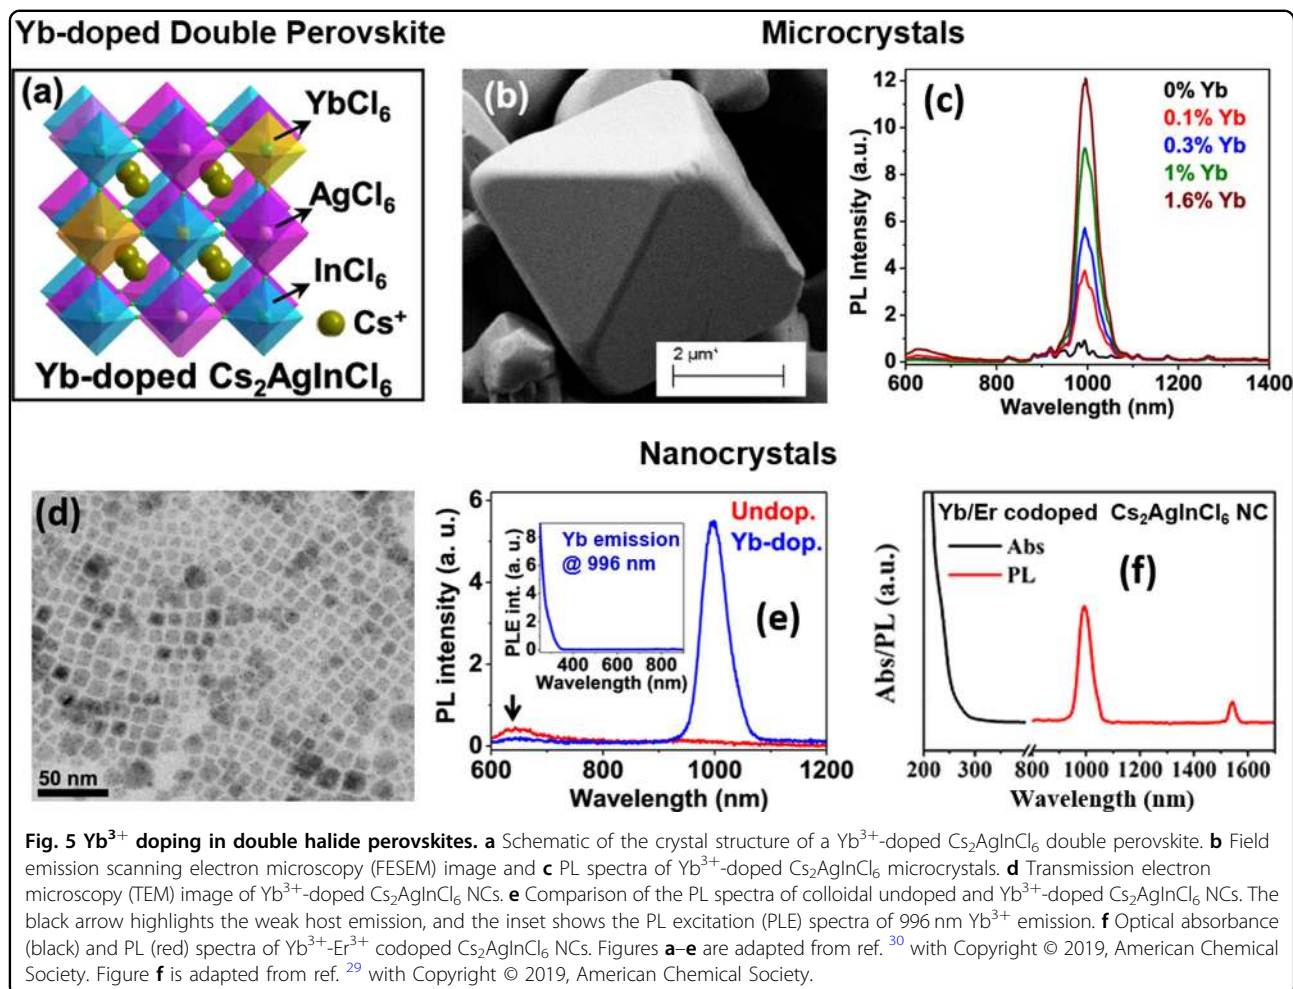 Yb-doped Double Perovskite
Microcrystals
(a)
YbCl6
AgCl6
InCl6
Cs+
Yb-doped Cs2AgInCl6
(b)
2 µm
(c)
0% Yb
0.1% Yb
0.3% Yb
1% Yb
1.6% Yb
PL Intensity (a.u.)
12
10
8
6
4
2
0
600 800 1000 1200 1400
Wavelength (nm)
Nanocrystals
(d)
50 nm
PL intensity (a. u.)
6
4
2
0
600 800 1000 1200
Wavelength (nm)
Undop.
Yb-dop.
(e)
PLE int. (a. u.)
8
6
4
2
0
400 600 800
Wavelength (nm)
Yb emission
@ 996 nm
Yb/Er codoped Cs2AgInCl6 NC
Abs
PL
(f)
Abs/PL (a.u.)
200 300 800 1000 1200 1400 1600
Wavelength (nm)
Fig. 5 Yb3+ doping in double halide perovskites. a Schematic of the crystal structure of a Yb3+-doped Cs2AgInCl6 double perovskite. b Field
emission scanning electron microscopy (FESEM) image and c PL spectra of Yb3+-doped Cs2AgInCl6 microcrystals. d Transmission electron
microscopy (TEM) image of Yb3+-doped Cs2AgInCl6 NCs. e Comparison of the PL spectra of colloidal undoped and Yb3+-doped Cs2AgInCl6 NCs. The
black arrow highlights the weak host emission, and the inset shows the PL excitation (PLE) spectra of 996 nm Yb3+ emission. f Optical absorbance
(black) and PL (red) spectra of Yb3+-Er3+ codoped Cs2AgInCl6 NCs. Figures a–e are adapted from ref. 30 with Copyright © 2019, American Chemical
Society. Figure f is adapted from ref. 29 with Copyright © 2019, American Chemical Society.